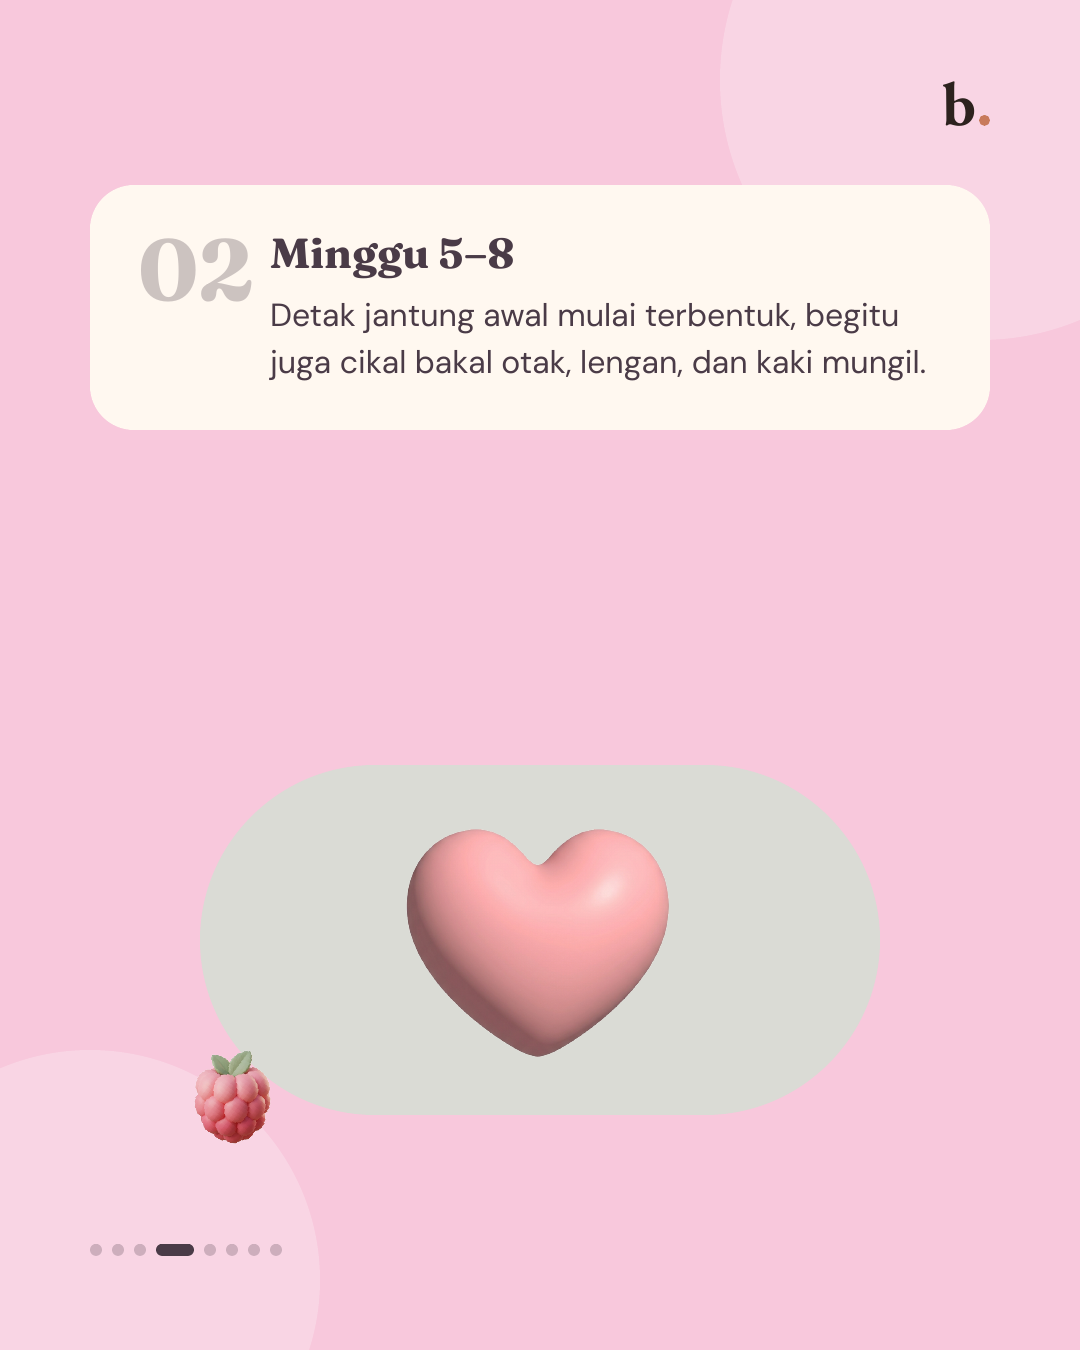 b.
02
Minggu 5–8
Detak jantung awal mulai terbentuk, begitu
juga cikal bakal otak, lengan, dan kaki mungil.